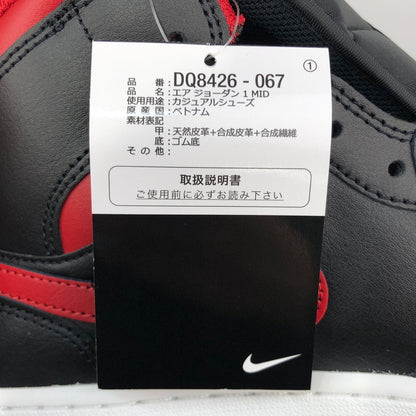 ①
品番:DQ8426-067
品名:エア ジョーダン 1 MID
使用用途:カジュアルシューズ
原産国:ベトナム
素材表記
甲:天然皮革+合成皮革+合成繊維
底:ゴム底
その他:
取扱説明書
ご使用前に必ずお読み下さい